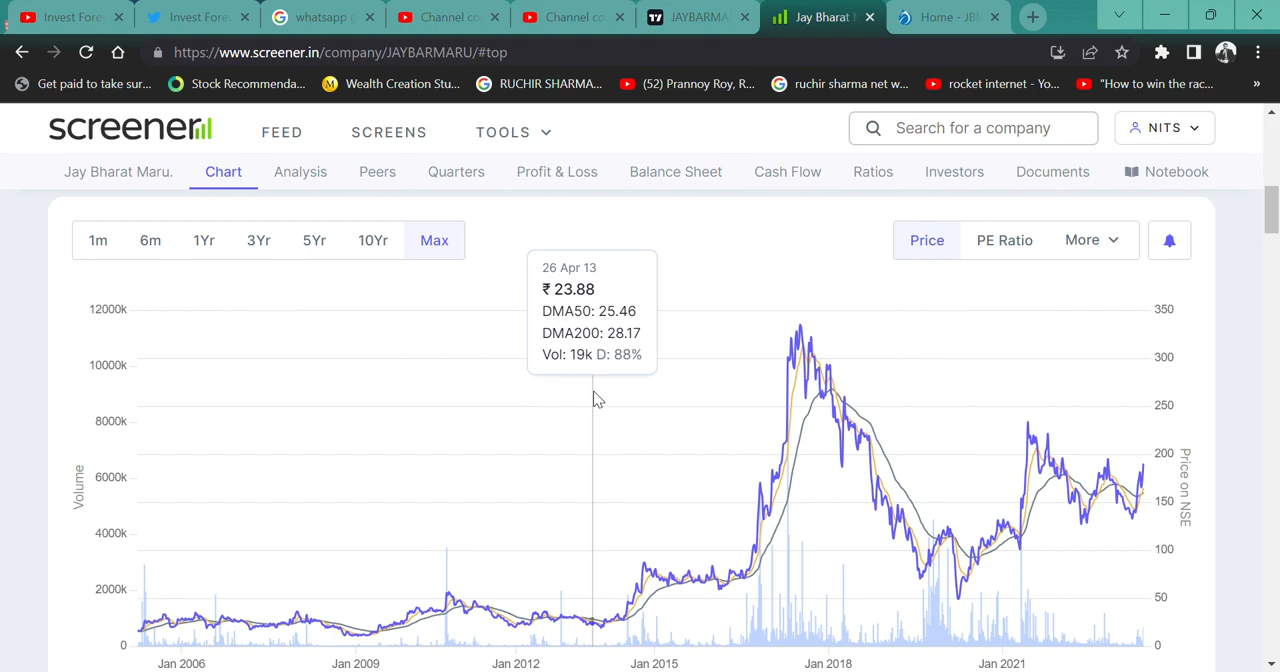 Invest Fore
Invest Fore
whatsapp g
Channel co
Channel co
JAYBARMA
Jay Bharat
Home - JBM
https://www.screener.in/company/JAYBARMARU/#top
Get paid to take sur...
Stock Recommenda...
Wealth Creation Stu...
RUCHIR SHARMA...
(52) Prannoy Roy, R...
ruchir sharma net w...
rocket internet - Yo...
"How to win the rac...
»
screener
FEED
SCREENS
TOOLS
Search for a company
NITS
Jay Bharat Maru.
Chart
Analysis
Peers
Quarters
Profit & Loss
Balance Sheet
Cash Flow
Ratios
Investors
Documents
Notebook
1m
6m
1Yr
3Yr
5Yr
10Yr
Max
Price
PE Ratio
More
26 Apr 13
₹ 23.88
DMA50: 25.46
DMA200: 28.17
Vol: 19k D: 88%
12000k
10000k
8000k
6000k
4000k
2000k
0
Volume
350
300
250
200
150
100
50
0
Price on NSE
Jan 2006
Jan 2009
Jan 2012
Jan 2015
Jan 2018
Jan 2021